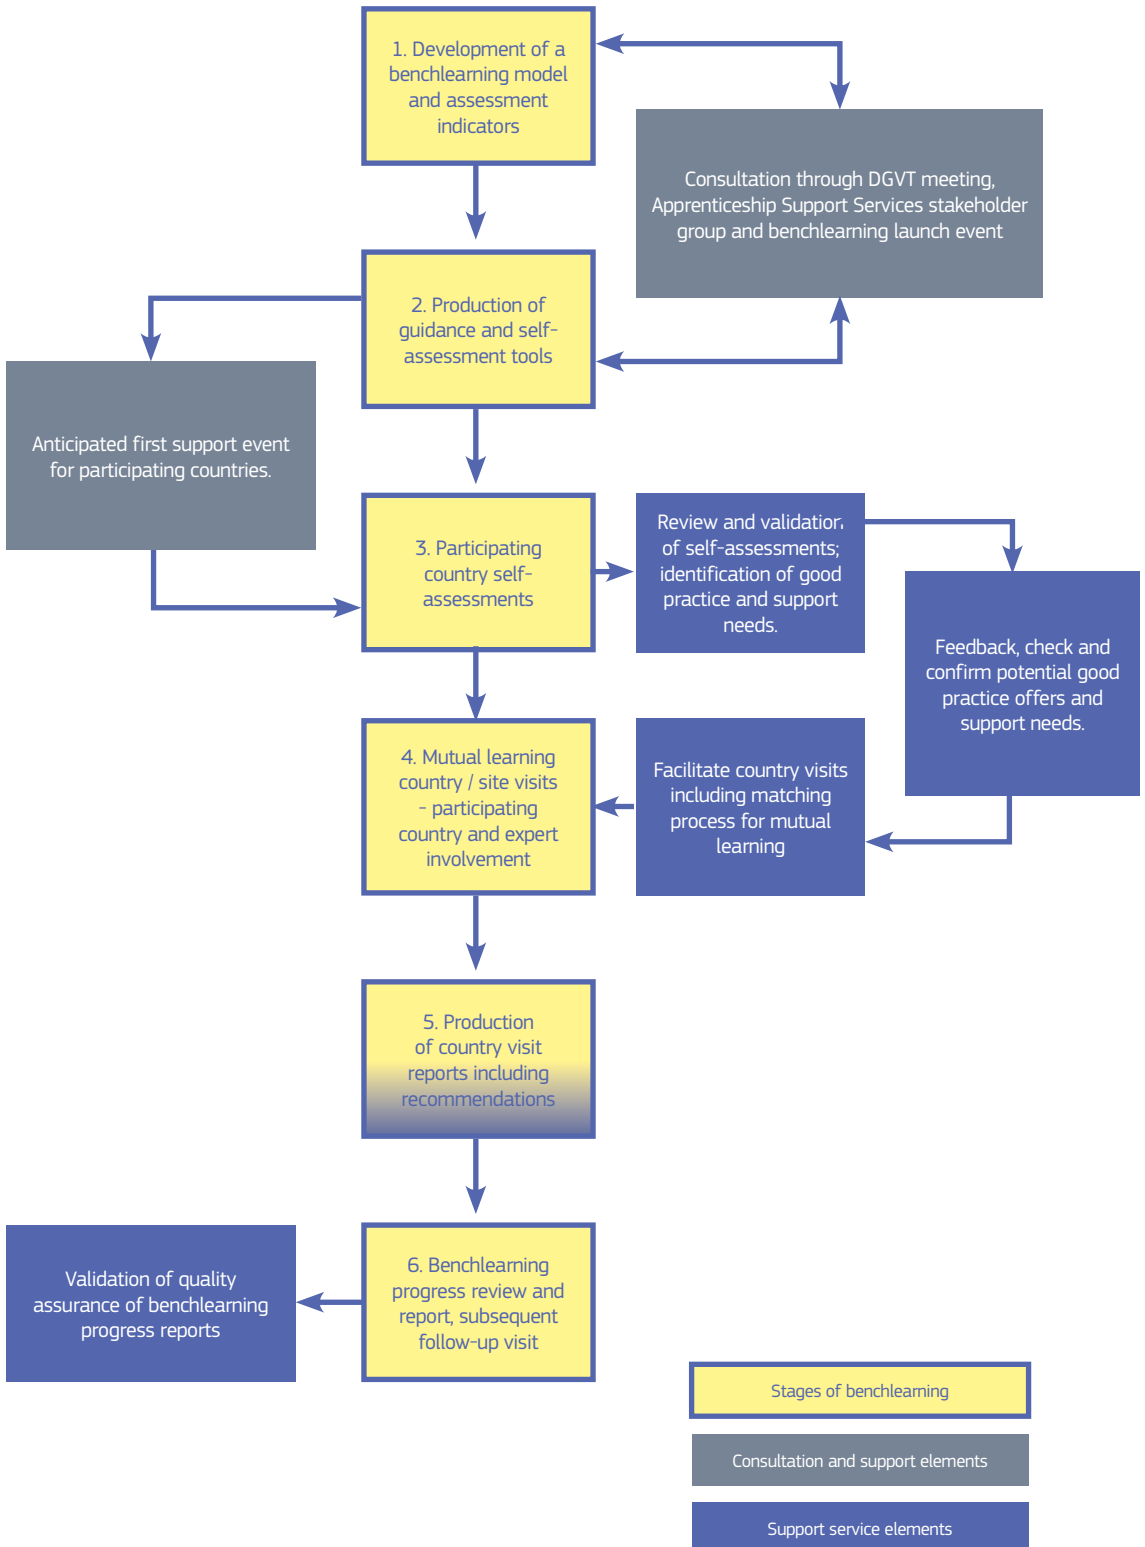 1. Development of a
benchlearning model
and assessment
indicators
Consultation through DGVT meeting,
Apprenticeship Support Services stakeholder
group and benchlearning launch event
2. Production of
guidance and self-
assessment tools
Anticipated first support event
for participating countries.
3. Participating
country self-
assessments
Review and validation
of self-assessments;
identification of good
practice and support
needs.
Feedback, check and
confirm potential good
practice offers and
support needs.
4. Mutual learning
country / site visits
- participating
country and expert
involvement
Facilitate country visits
including matching
process for mutual
learning
5. Production
of country visit
reports including
recommendations
6. Benchlearning
progress review and
report, subsequent
follow-up visit
Validation of quality
assurance of benchlearning
progress reports
Stages of benchlearning
Consultation and support elements
Support service elements